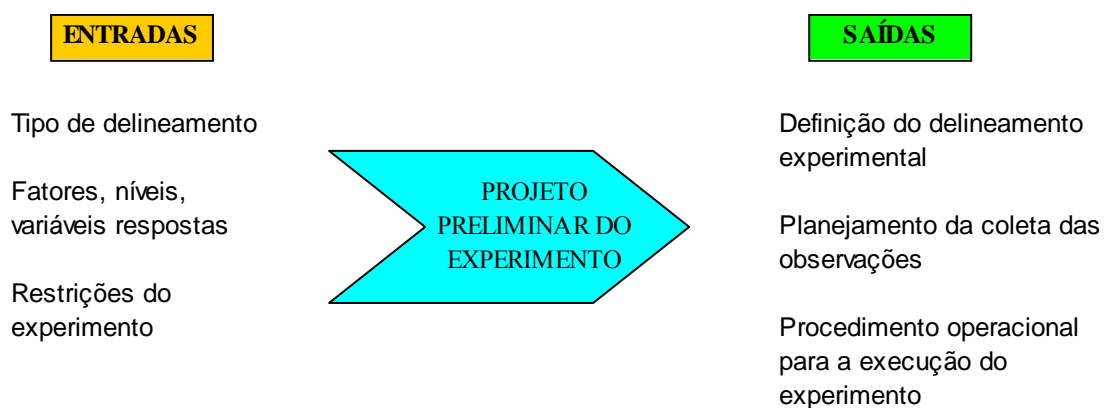 ENTRADAS
Tipo de delineamento
Fatores, níveis,
variáveis respostas
Restrições do
experimento
PROJETO
PRELIMINAR DO
EXPERIMENTO
SAÍDAS
Definição do delineamento
experimental
Planejamento da coleta das
observações
Procedimento operacional
para a execução do
experimento